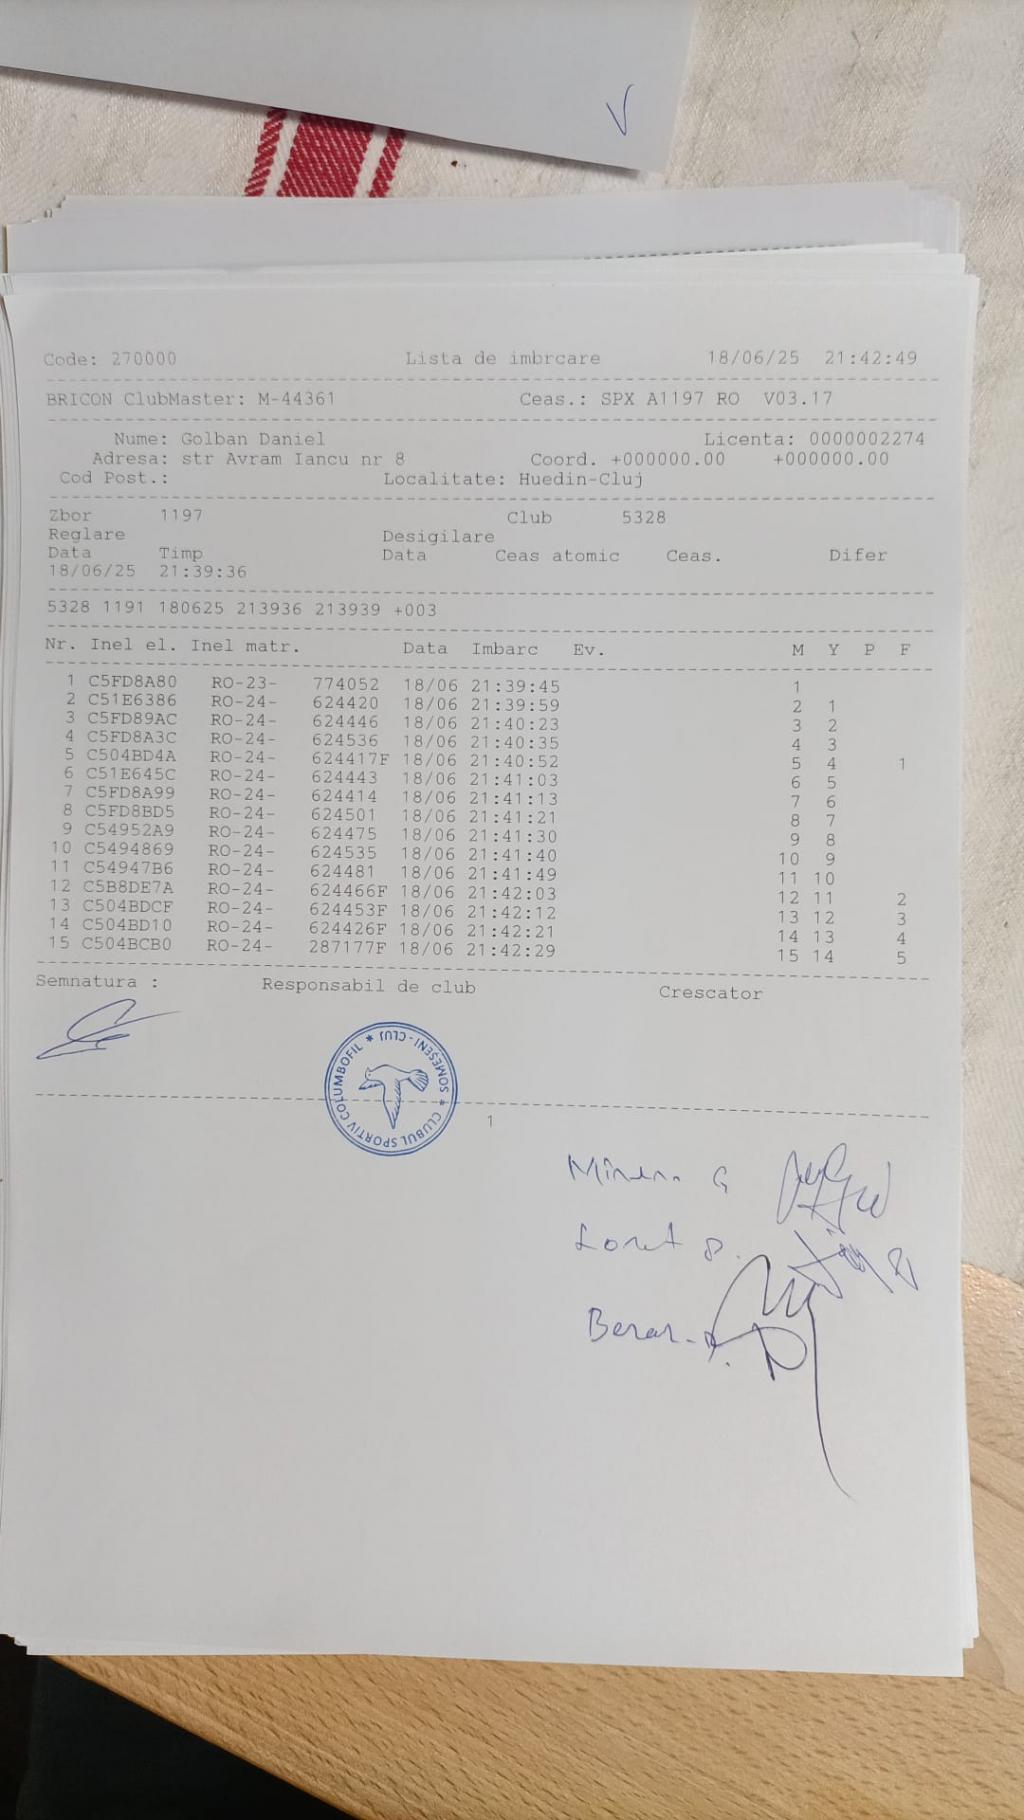 Code: 270000 Lista de imbrcare 18/06/25 21:42:49
BRICON ClubMaster: M-44361 Ceas.: SPX A1197 RO V03.17
Nume: Golban Daniel Licenta: 0000002274
Adresa: str Avram Iancu nr 8 Coord. +000000.00 +000000.00
Cod Post.: Localitate: Huedin-Cluj
Zbor 1197 Club 5328
Reglare Desigilare
Data Timp Data Ceas atomic Ceas. Difer
18/06/25 21:39:36
5328 1191 180625 213936 213939 +003
Nr. Inel el. Inel matr. Data Imbarc Ev. M Y P F
1 C5FD8A80 RO-23- 774052 18/06 21:39:45 1
2 C51E6386 RO-24- 624420 18/06 21:39:59 2 1
3 C5FD89AC RO-24- 624446 18/06 21:40:23 3 2
4 C5FD8A3C RO-24- 624536 18/06 21:40:35 4 3
5 C504BD4A RO-24- 624417F 18/06 21:40:52 5 4 1
6 C51E645C RO-24- 624443 18/06 21:41:03 6 5
7 C5FD8A99 RO-24- 624414 18/06 21:41:13 7 6
8 C5FD8BD5 RO-24- 624501 18/06 21:41:21 8 7
9 C54952A9 RO-24- 624475 18/06 21:41:30 9 8
10 C5494869 RO-24- 624535 18/06 21:41:40 10 9
11 C54947B6 RO-24- 624481 18/06 21:41:49 11 10
12 C5B8DE7A RO-24- 624466F 18/06 21:42:03 12 11 2
13 C504BDCF RO-24- 624453F 18/06 21:42:12 13 12 3
14 C504BD10 RO-24- 624426F 18/06 21:42:21 14 13 4
15 C504BCB0 RO-24- 287177F 18/06 21:42:29 15 14 5
Semnatura : Responsabil de club Crescator
* CLUBUL SPORTIV COLUMBOFIL * SOMEȘENI-CLUJ
1
G
Berar